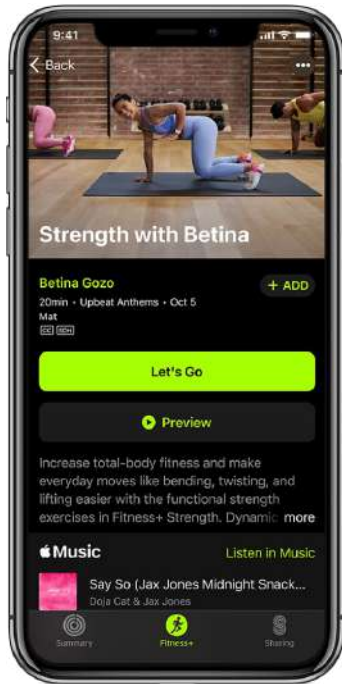 9:41
Back
Strength with Betina
Betina Gozo
+ ADD
20min • Upbeat Anthems • Oct 5
Mat
CC SDH
Let's Go
Preview
Increase total-body fitness and make
everyday moves like bending, twisting, and
lifting easier with the functional strength
exercises in Fitness+ Strength. Dynamic more
Music
Listen in Music
Say So (Jax Jones Midnight Snack...
Doja Cat & Jax Jones
Summary
Fitness+
Sharing